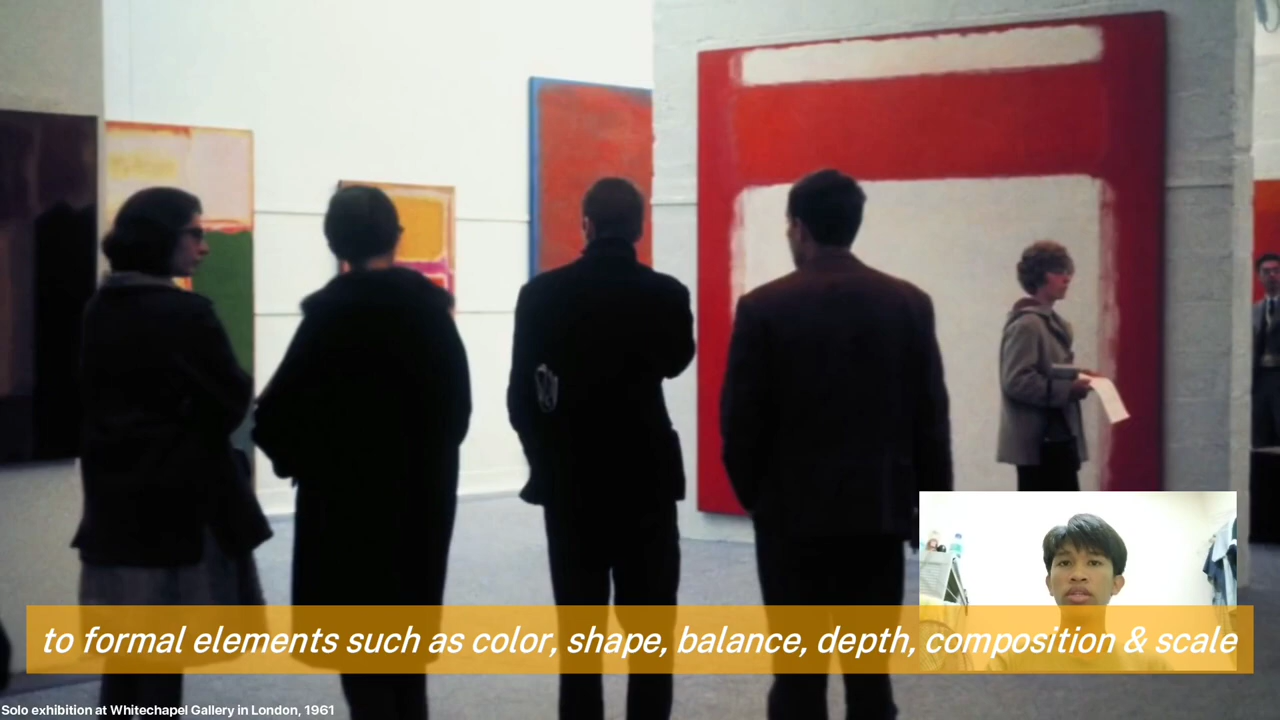 to formal elements such as color, shape, balance, depth, composition & scale
Solo exhibition at Whitechapel Gallery in London, 1961